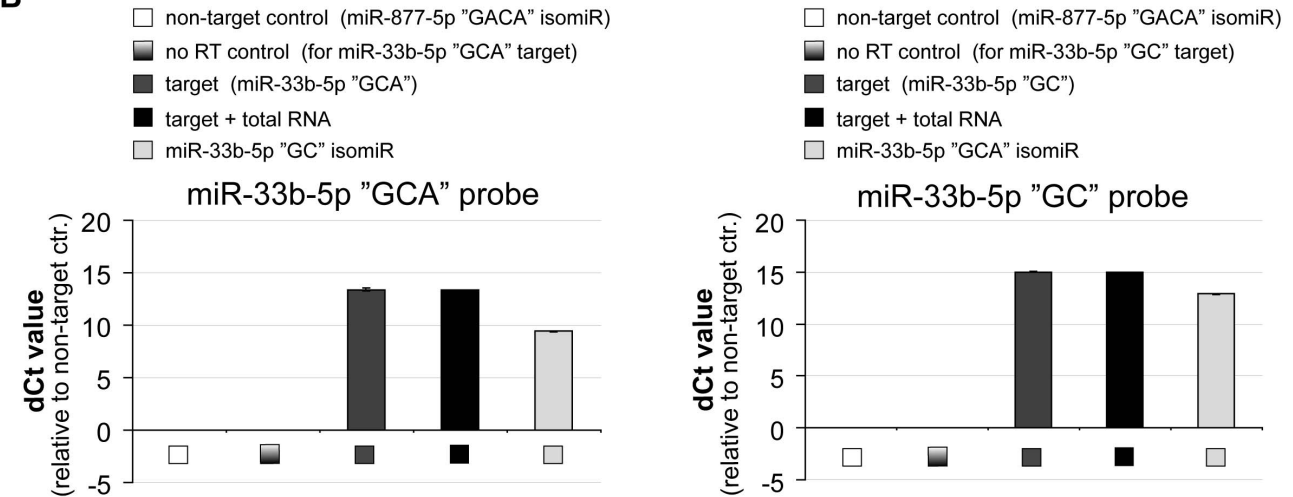 B
non-target control (miR-877-5p ”GACA” isomiR)
no RT control (for miR-33b-5p ”GCA” target)
target (miR-33b-5p ”GCA”)
target + total RNA
miR-33b-5p ”GC” isomiR
miR-33b-5p ”GCA” probe
dCt value
(relative to non-target ctr.)
20
15
10
5
0
-5
non-target control (miR-877-5p ”GACA” isomiR)
no RT control (for miR-33b-5p ”GC” target)
target (miR-33b-5p ”GC”)
target + total RNA
miR-33b-5p ”GCA” isomiR
miR-33b-5p ”GC” probe
dCt value
(relative to non-target ctr.)
20
15
10
5
0
-5